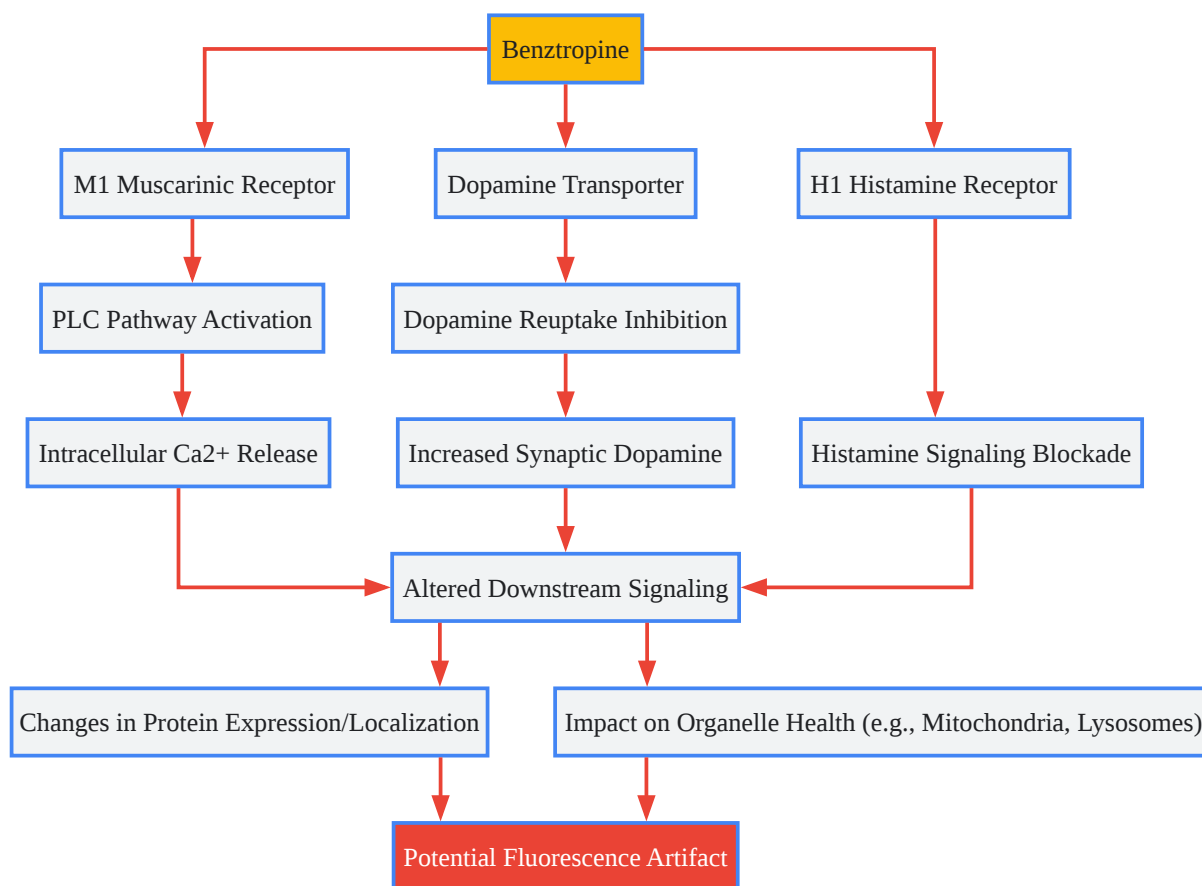 Benztropine
M1 Muscarinic Receptor
Dopamine Transporter
H1 Histamine Receptor
PLC Pathway Activation
Dopamine Reuptake Inhibition
Intracellular Ca2+ Release
Increased Synaptic Dopamine
Histamine Signaling Blockade
Altered Downstream Signaling
Changes in Protein Expression/Localization
Impact on Organelle Health (e.g., Mitochondria, Lysosomes)
Potential Fluorescence Artifact